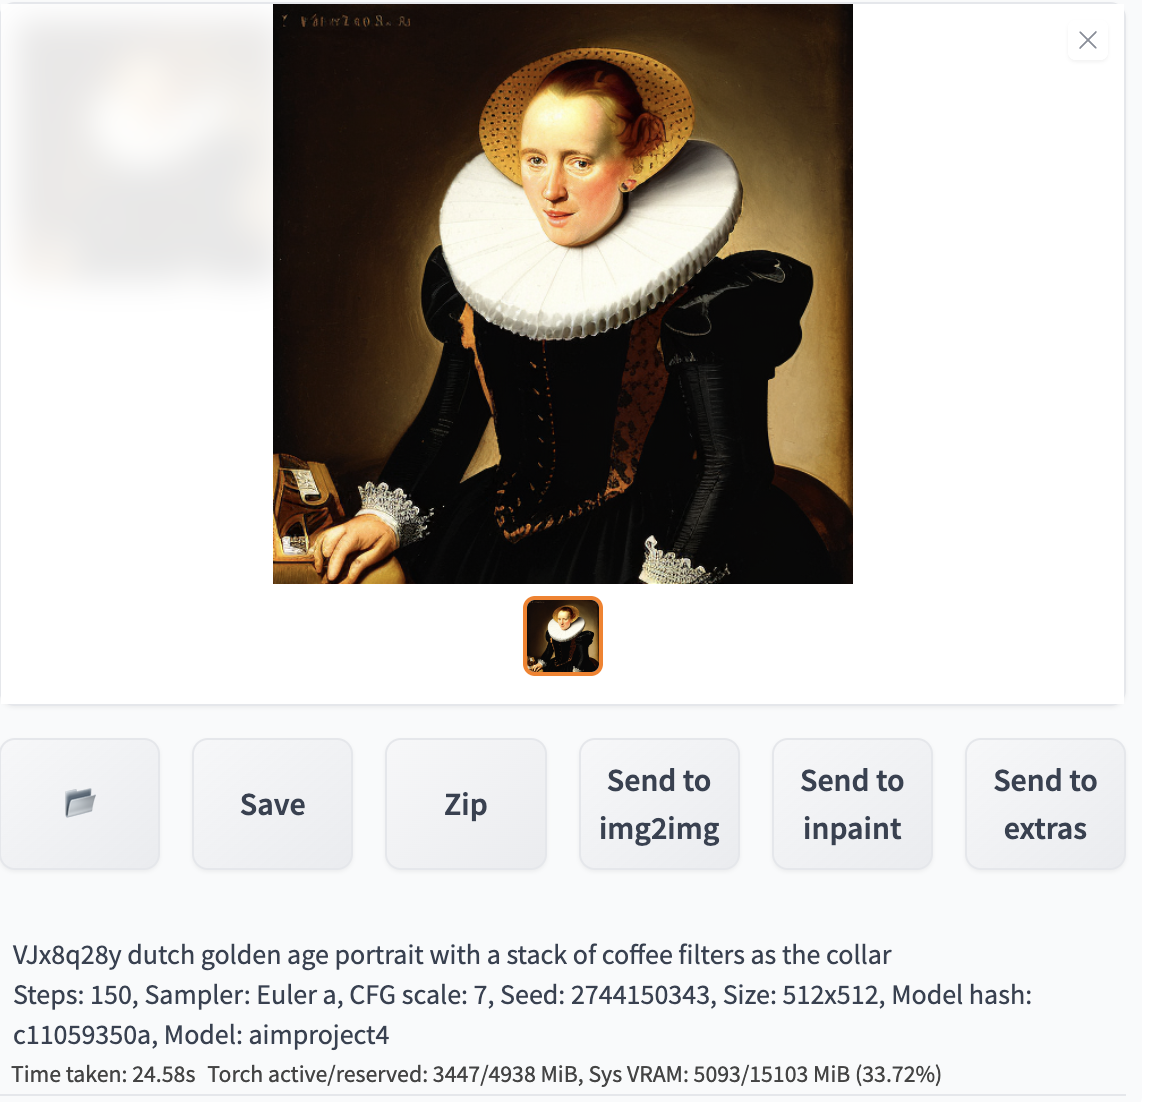 Save
Zip
Send to
img2img
Send to
inpaint
Send to
extras
VJx8q28y dutch golden age portrait with a stack of coffee filters as the collar
Steps: 150, Sampler: Euler a, CFG scale: 7, Seed: 2744150343, Size: 512x512, Model hash:
c11059350a, Model: aimproject4
Time taken: 24.58s Torch active/reserved: 3447/4938 MiB, Sys VRAM: 5093/15103 MiB (33.72%)